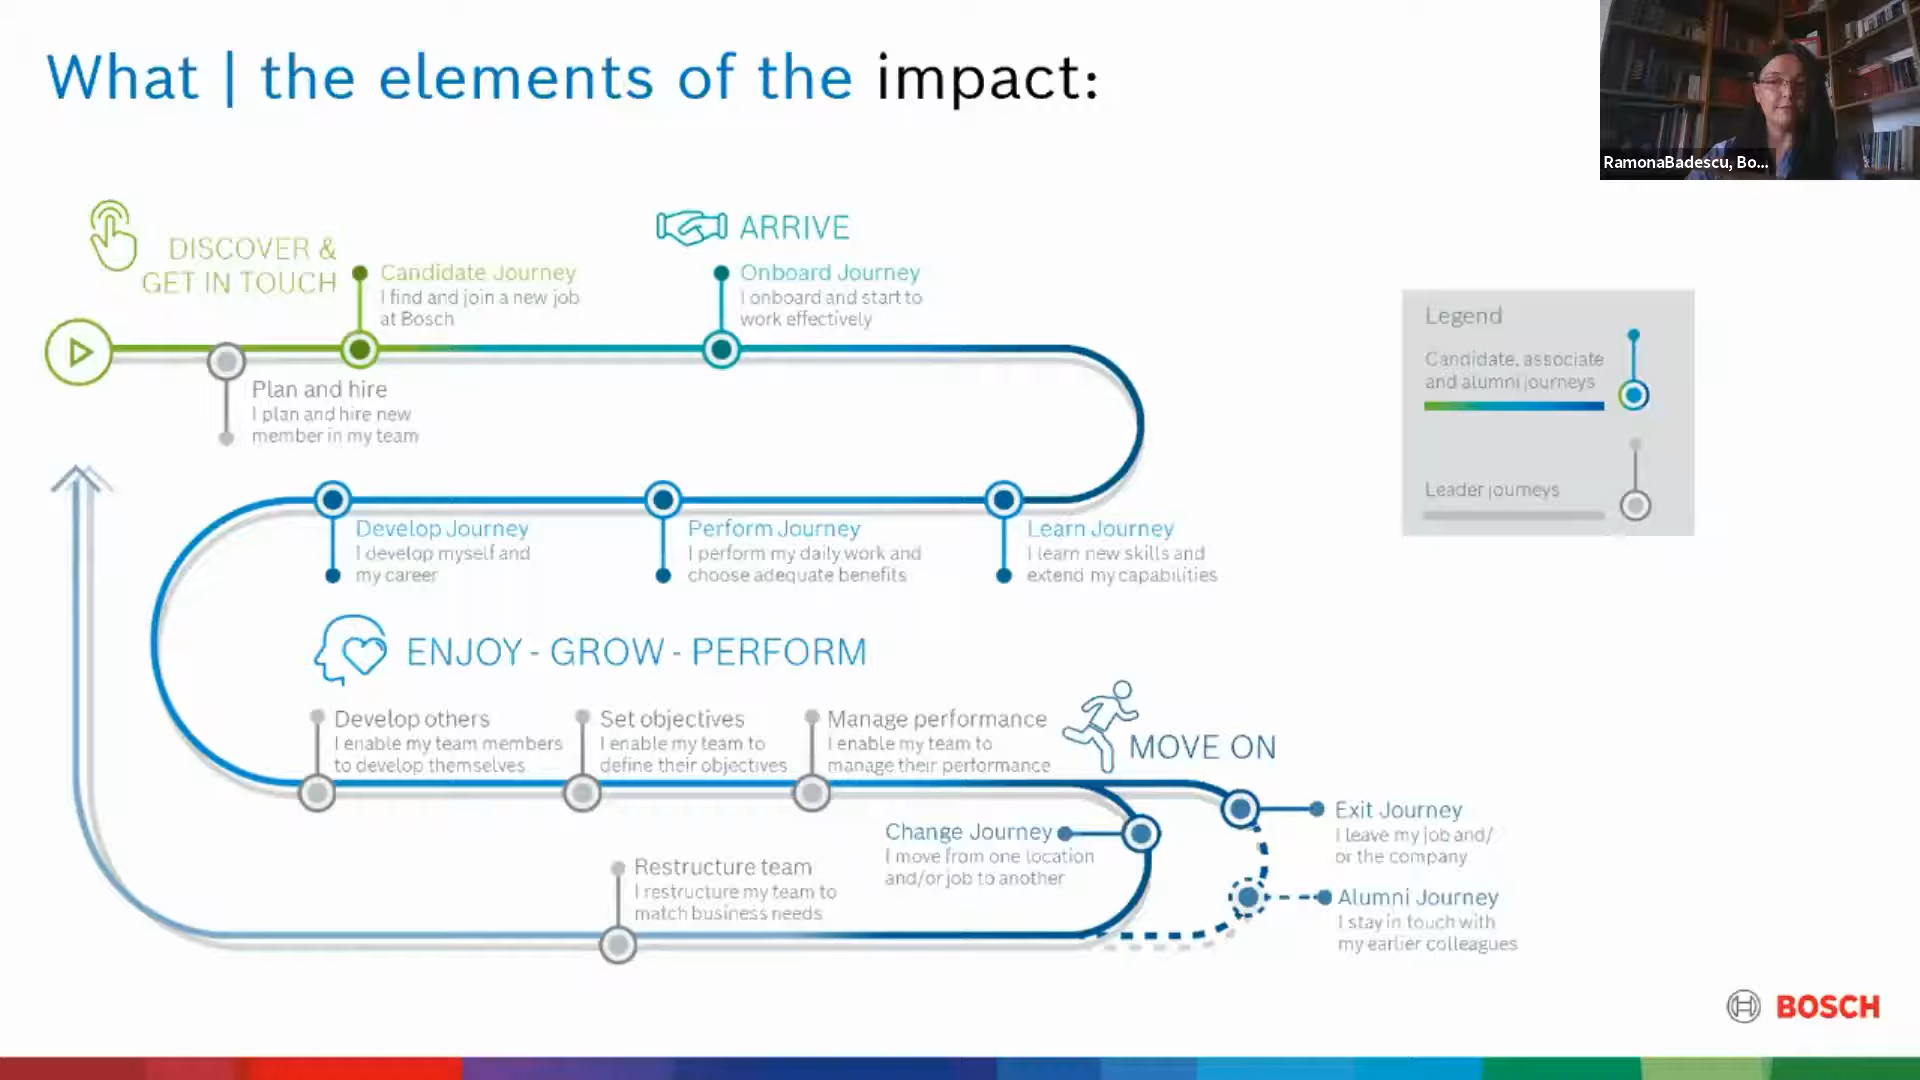 What | the elements of the impact:
RamonaBadescu, Bo...
DISCOVER &
GET IN TOUCH
Candidate Journey
I find and join a new job
at Bosch
ARRIVE
Onboard Journey
I onboard and start to
work effectively
Plan and hire
I plan and hire new
member in my team
Legend
Candidate, associate
and alumni journeys
Leader journeys
Develop Journey
I develop myself and
my career
Perform Journey
I perform my daily work and
choose adequate benefits
Learn Journey
I learn new skills and
extend my capabilities
ENJOY - GROW - PERFORM
Develop others
I enable my team members
to develop themselves
Set objectives
I enable my team to
define their objectives
Manage performance
I enable my team to
manage their performance
MOVE ON
Change Journey
I move from one location
and/or job to another
Exit Journey
I leave my job and/
or the company
Restructure team
I restructure my team to
match business needs
Alumni Journey
I stay in touch with
my earlier colleagues
BOSCH